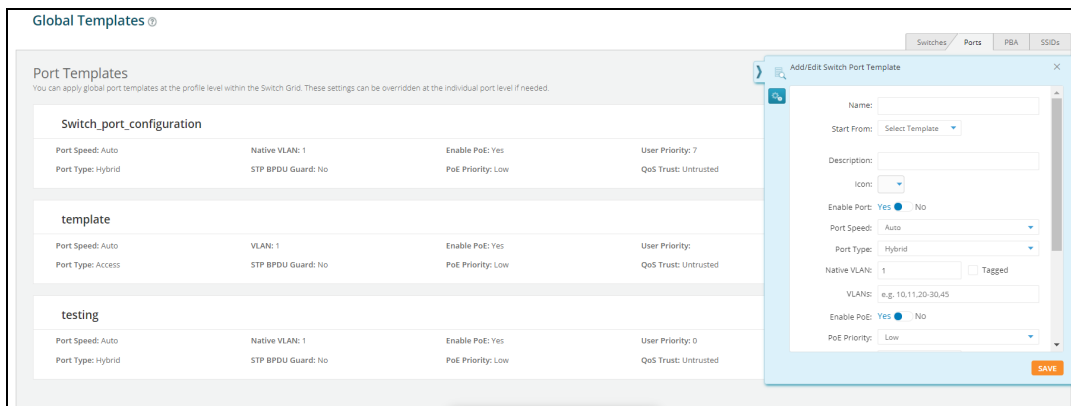 Global Templates ?
Switches Ports PBA SSIDs
Port Templates
You can apply global port templates at the profile level within the Switch Grid. These settings can be overridden at the individual port level if needed.
Switch_port_configuration
Port Speed: Auto Native VLAN: 1 Enable PoE: Yes User Priority: 7
Port Type: Hybrid STP BPDU Guard: No PoE Priority: Low QoS Trust: Untrusted
template
Port Speed: Auto VLAN: 1 Enable PoE: Yes User Priority:
Port Type: Access STP BPDU Guard: No PoE Priority: Low QoS Trust: Untrusted
testing
Port Speed: Auto Native VLAN: 1 Enable PoE: Yes User Priority: 0
Port Type: Hybrid STP BPDU Guard: No PoE Priority: Low QoS Trust: Untrusted
Add/Edit Switch Port Template
Name:
Start From: Select Template
Description:
Icon:
Enable Port: Yes No
Port Speed: Auto
Port Type: Hybrid
Native VLAN: 1 Tagged
VLANs: e.g. 10,11,20-30,45
Enable PoE: Yes No
PoE Priority: Low
SAVE